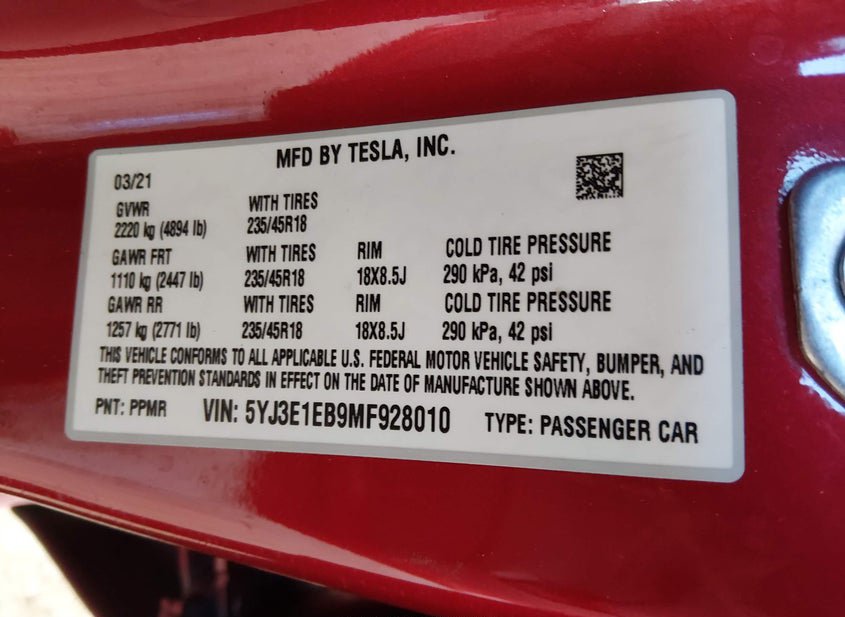 MFD BY TESLA, INC.
03/21
GVWR WITH TIRES
2220 kg (4894 lb) 235/45R18
GAWR FRT WITH TIRES RIM COLD TIRE PRESSURE
1110 kg (2447 lb) 235/45R18 18X8.5J 290 kPa, 42 psi
GAWR RR WITH TIRES RIM COLD TIRE PRESSURE
1257 kg (2771 lb) 235/45R18 18X8.5J 290 kPa, 42 psi
THIS VEHICLE CONFORMS TO ALL APPLICABLE U.S. FEDERAL MOTOR VEHICLE SAFETY, BUMPER, AND
THEFT PREVENTION STANDARDS IN EFFECT ON THE DATE OF MANUFACTURE SHOWN ABOVE.
PNT: PPMR VIN: 5YJ3E1EB9MF928010 TYPE: PASSENGER CAR